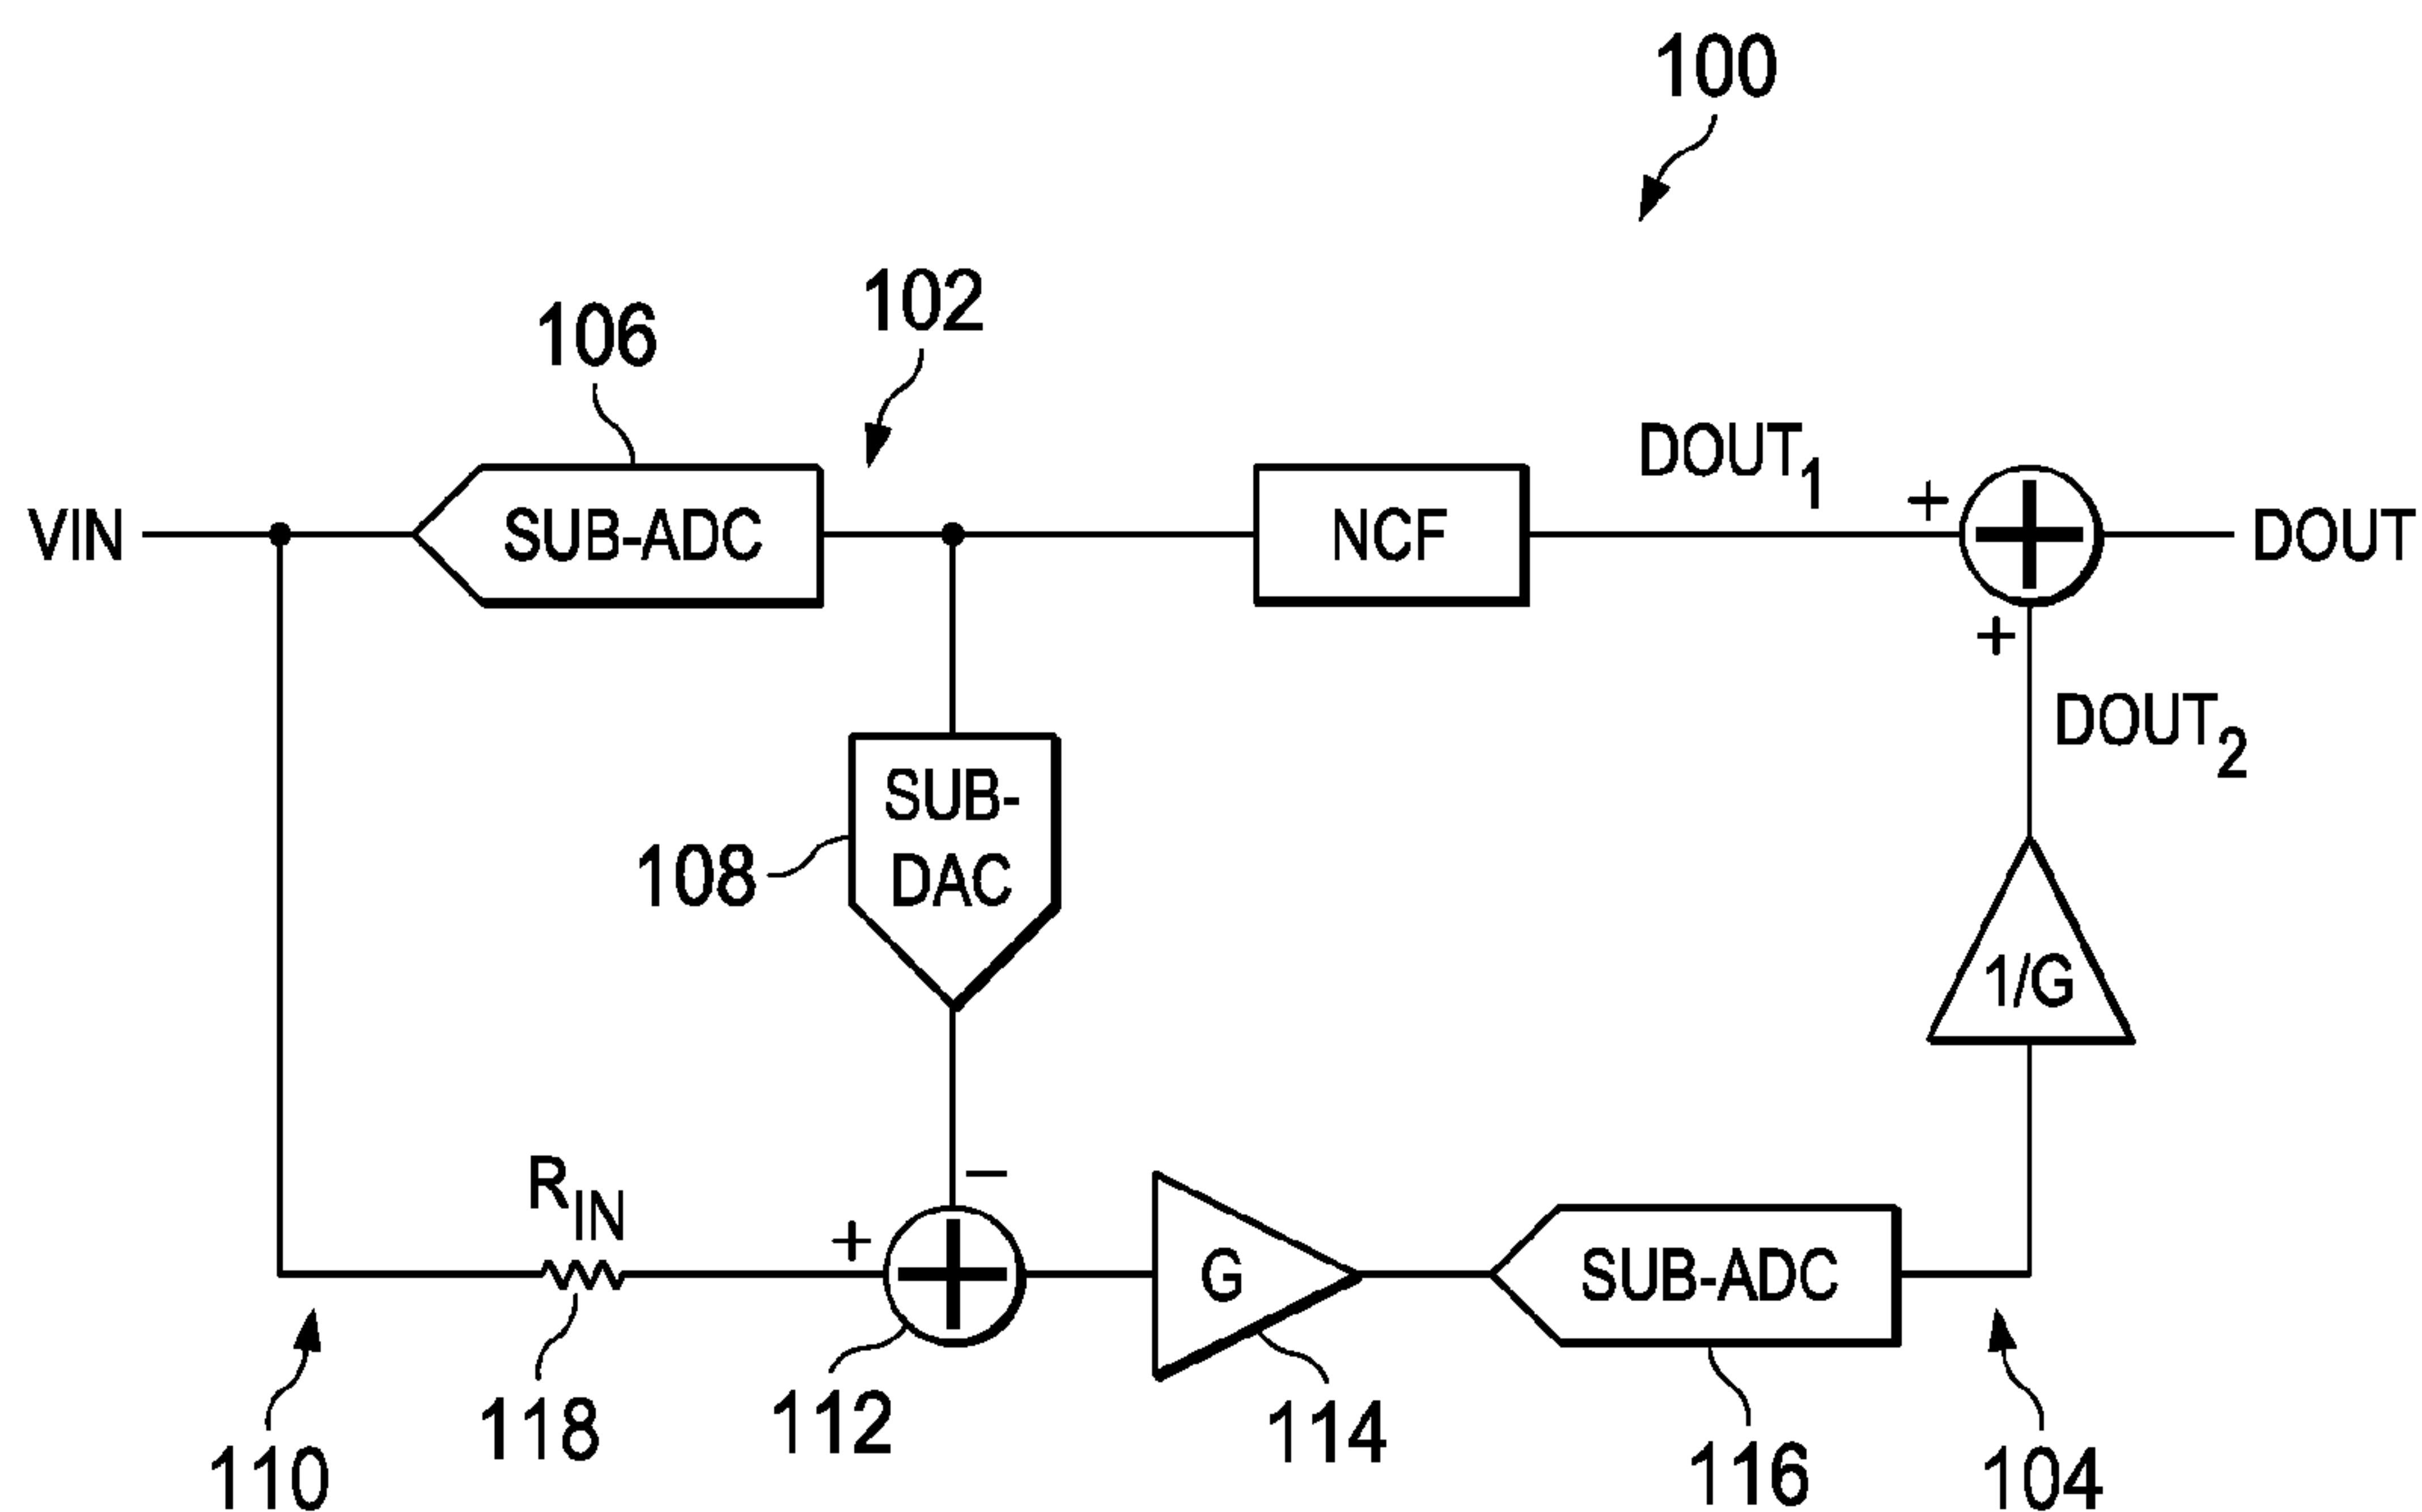 100
102
106
DOUT1
VIN
SUB-ADC
NCF
+
DOUT
+
DOUT2
SUB-
DAC
108
1/G
RIN
−
+
G
SUB-ADC
118
112
114
110
116
104